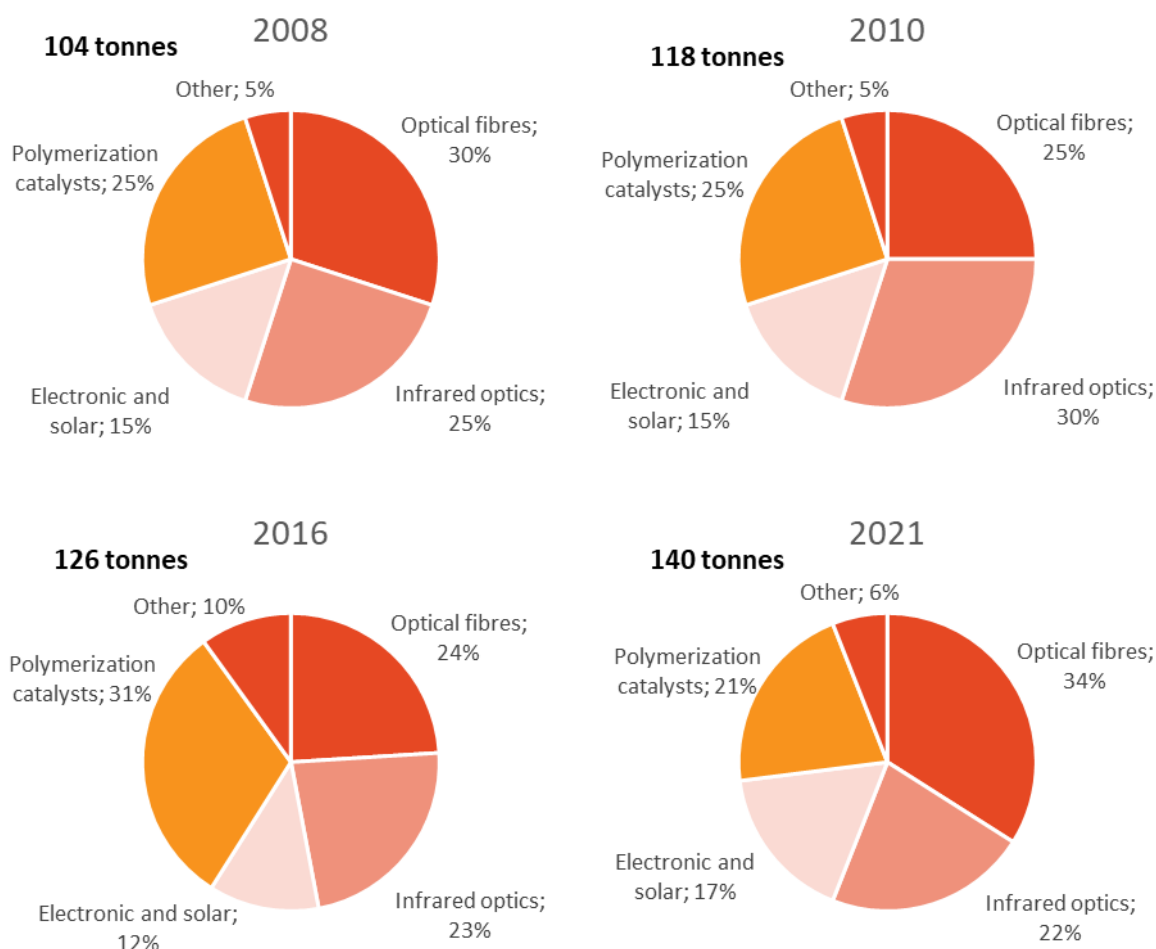 2008
104 tonnes
Other; 5%
Optical fibres;
30%
Polymerization
catalysts; 25%
Electronic and
solar; 15%
Infrared optics;
25%
2010
118 tonnes
Other; 5%
Optical fibres;
25%
Polymerization
catalysts; 25%
Electronic and
solar; 15%
Infrared optics;
30%
2016
126 tonnes
Other; 10%
Optical fibres;
24%
Polymerization
catalysts; 31%
Electronic and solar;
12%
Infrared optics;
23%
2021
140 tonnes
Other; 6%
Optical fibres;
34%
Polymerization
catalysts; 21%
Electronic and
solar; 17%
Infrared optics;
22%